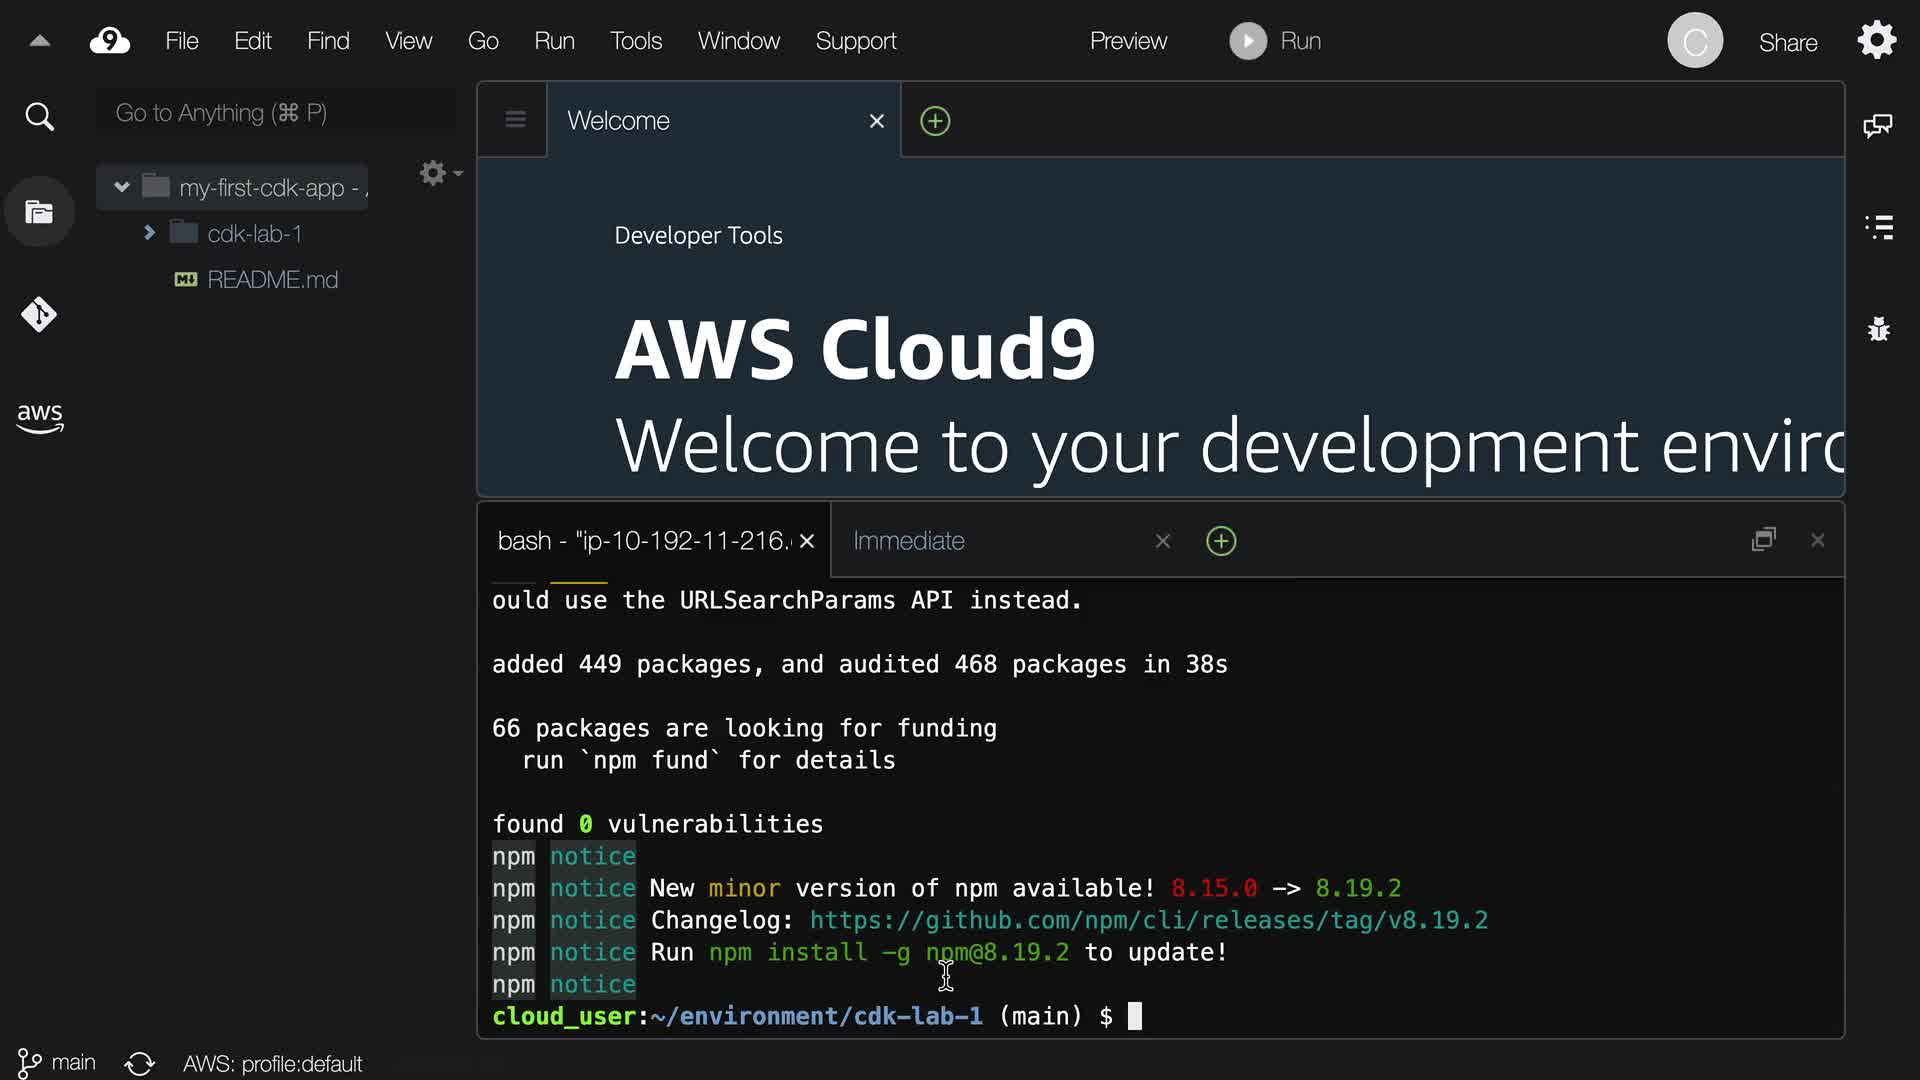 9 File Edit Find View Go Run Tools Window Support Preview Run C Share
Go to Anything (⌘ P)
my-first-cdk-app - /
cdk-lab-1
M↓ README.md
aws
Welcome
Developer Tools
AWS Cloud9
Welcome to your development enviro
bash - "ip-10-192-11-216. Immediate
ould use the URLSearchParams API instead.
added 449 packages, and audited 468 packages in 38s
66 packages are looking for funding
run `npm fund` for details
found 0 vulnerabilities
npm notice
npm notice New minor version of npm available! 8.15.0 -> 8.19.2
npm notice Changelog: https://github.com/npm/cli/releases/tag/v8.19.2
npm notice Run npm install -g npm@8.19.2 to update!
npm notice
cloud_user:~/environment/cdk-lab-1 (main) $
main AWS: profile:default